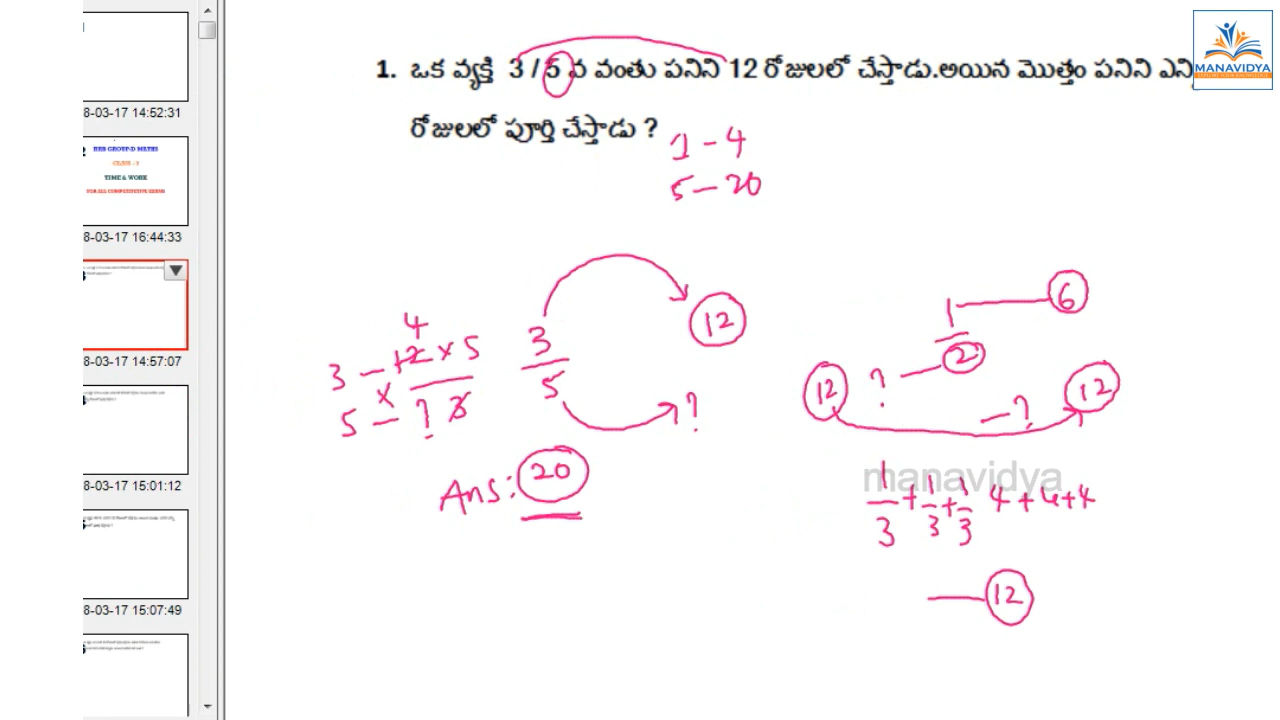 MANAVIDYA
1. ఒక వ్యక్తి 3 / 5 వ వంతు పనిని 12 రోజులలో చేస్తాడు.అయిన మొత్తం పనిని
రోజులలో పూర్తి చేస్తాడు ?
1 - 4
5 - 20
8-03-17 14:52:31
RRB GROUP-D MATHS
CLASS - 3
TIME & WORK
FOR ALL COMPETITIVE EXAMS
8-03-17 16:44:33
8-03-17 14:57:07
8-03-17 15:01:12
8-03-17 15:07:49
4
3 - 12 x 5
x
5 - ? 3
3
5
12
?
Ans: 20
1 6
2
12 ? 12
- ?
manavidya
1/3 + 1/3 + 1/3 4 + 4 + 4
12